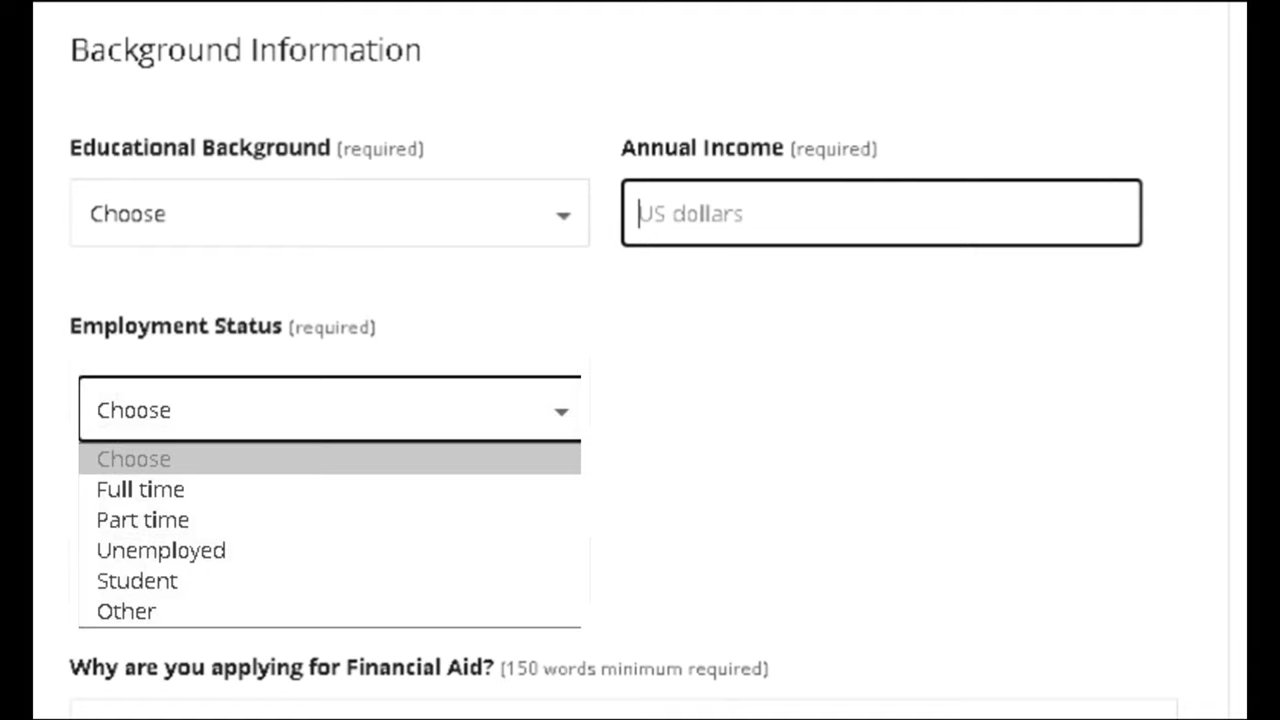 Background Information
Educational Background (required)
Annual Income (required)
Choose
US dollars
Employment Status (required)
Choose
Choose
Full time
Part time
Unemployed
Student
Other
Why are you applying for Financial Aid? (150 words minimum required)